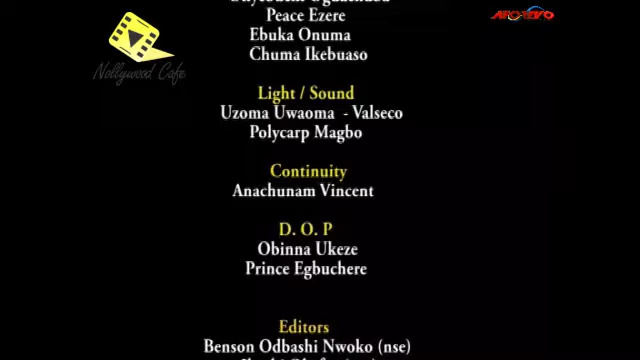 Peace Ezere
Ebuka Onuma
Chuma Ikebuaso
Nollywood Cafe
Light / Sound
Uzoma Uwaoma - Valseco
Polycarp Magbo
Continuity
Anachunam Vincent
D. O. P
Obinna Ukeze
Prince Egbuchere
Editors
Benson Odbashi Nwoko (nse)